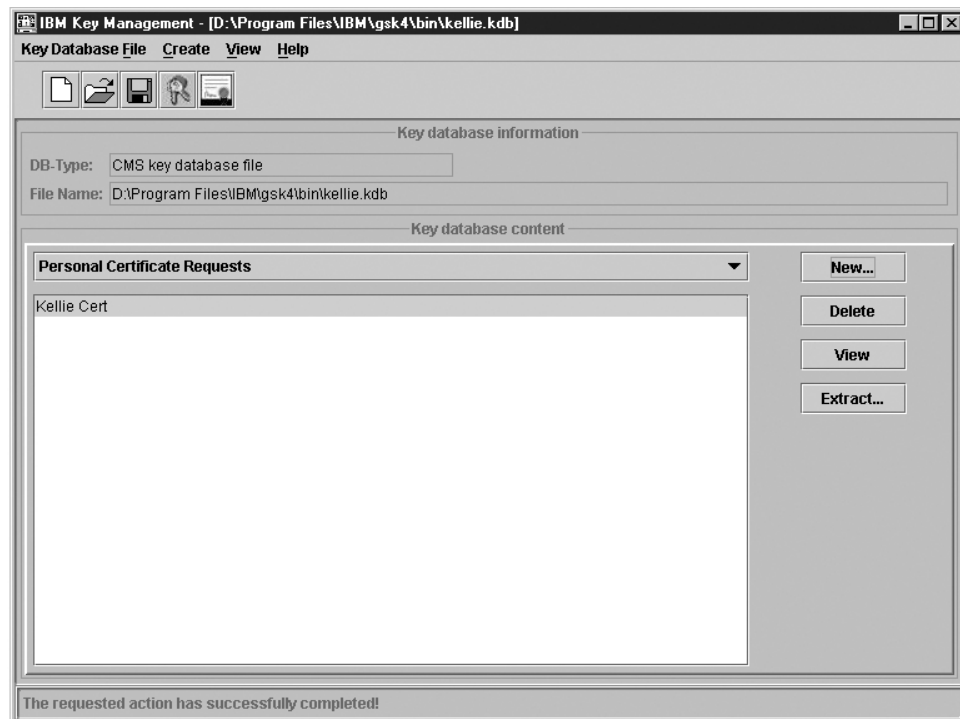 IBM Key Management - [D:\Program Files\IBM\gsk4\bin\kellie.kdb]
Key Database File Create View Help
Key database information
DB-Type: CMS key database file
File Name: D:\Program Files\IBM\gsk4\bin\kellie.kdb
Key database content
Personal Certificate Requests
New...
Kellie Cert
Delete
View
Extract...
The requested action has successfully completed!